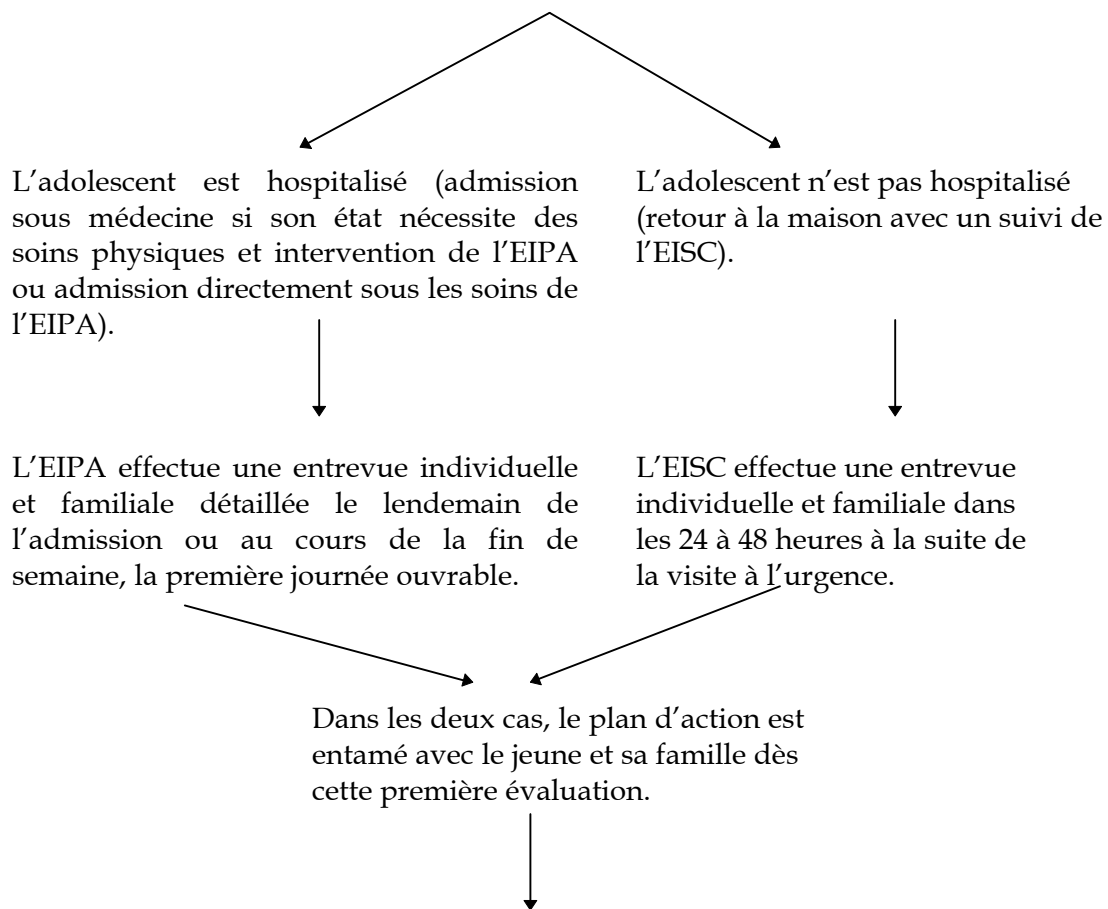 L’adolescent est hospitalisé (admission
sous médecine si son état nécessite des
soins physiques et intervention de l’EIPA
ou admission directement sous les soins de
l’EIPA).
L’adolescent n’est pas hospitalisé
(retour à la maison avec un suivi de
l’EISC).
L’EIPA effectue une entrevue individuelle
et familiale détaillée le lendemain de
l’admission ou au cours de la fin de
semaine, la première journée ouvrable.
L’EISC effectue une entrevue
individuelle et familiale dans
les 24 à 48 heures à la suite de
la visite à l’urgence.
Dans les deux cas, le plan d’action est
entamé avec le jeune et sa famille dès
cette première évaluation.